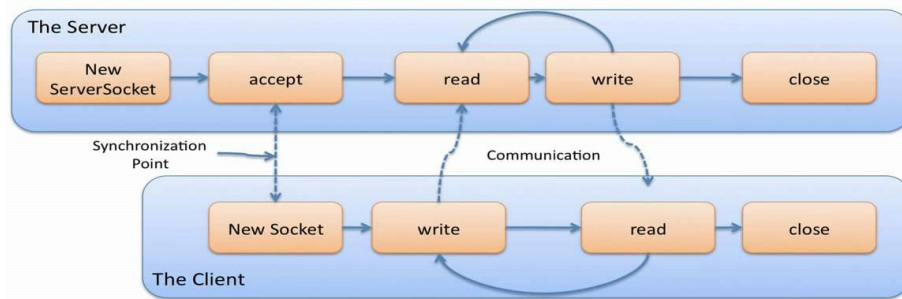 The Server
New
ServerSocket
accept
read
write
close
Synchronization
Point
Communication
New Socket
write
read
close
The Client